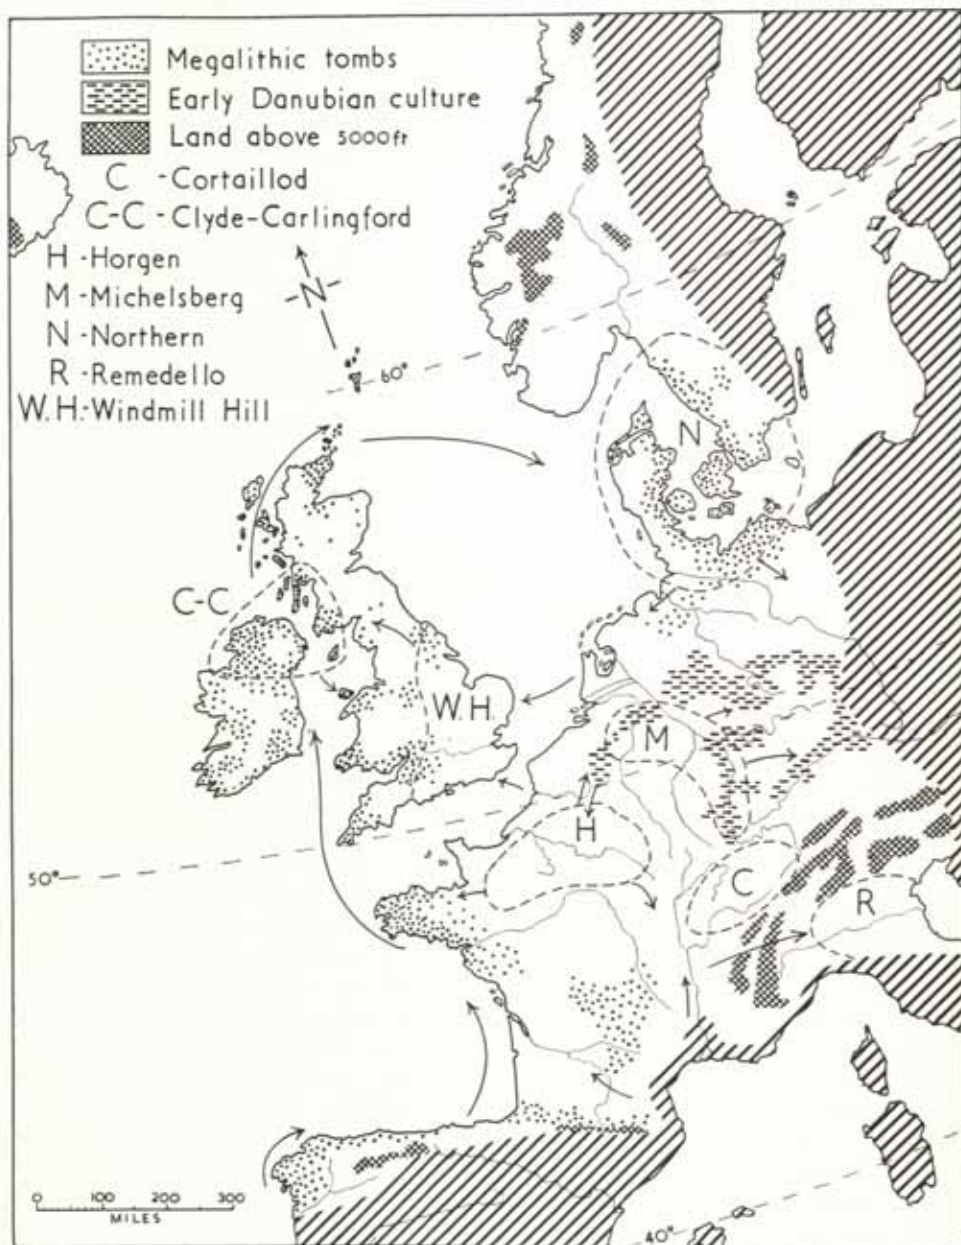 Megalithic tombs
Early Danubian culture
Land above 5000ft
C - Cortaillod
C-C - Clyde-Carlingford
H - Horgen
M - Michelsberg
N - Northern
R - Remedello
W.H. - Windmill Hill
N
60°
N
C-C
W.H.
M
H
C
R
50°
0 100 200 300
MILES
40°